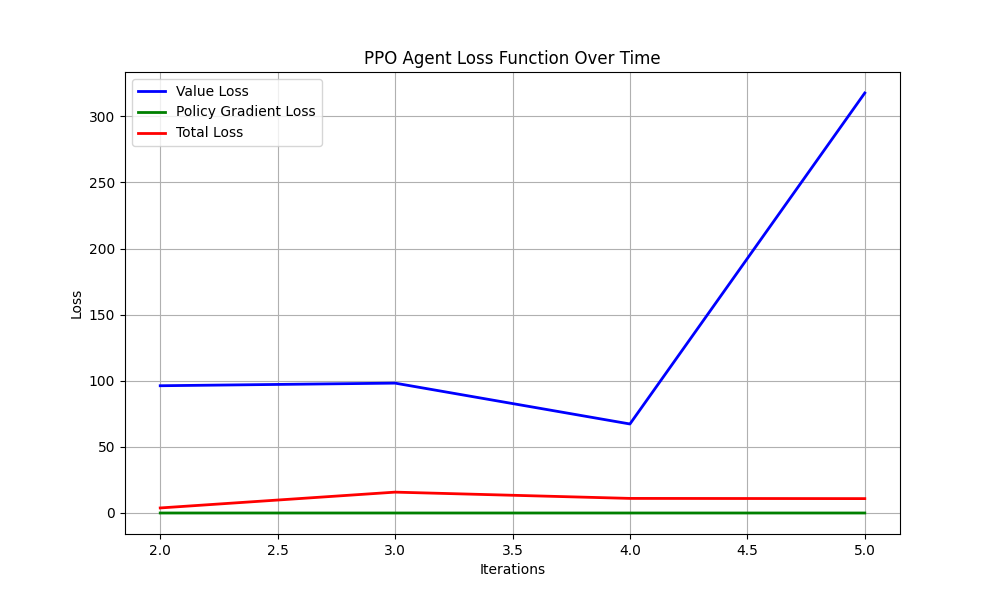 PPO Agent Loss Function Over Time
Value Loss
Policy Gradient Loss
Total Loss
300
250
200
150
100
50
0
Loss
2.0 2.5 3.0 3.5 4.0 4.5 5.0
Iterations